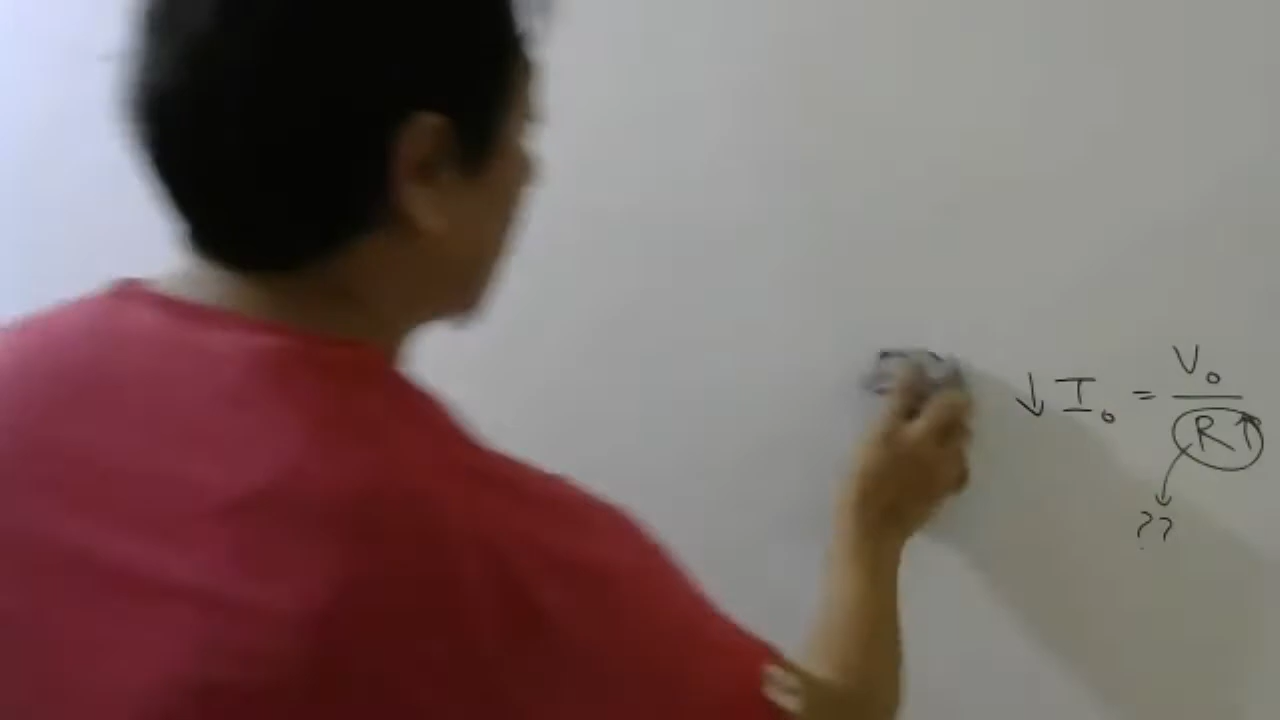 ↓ I₀ = V₀ / R↑
??